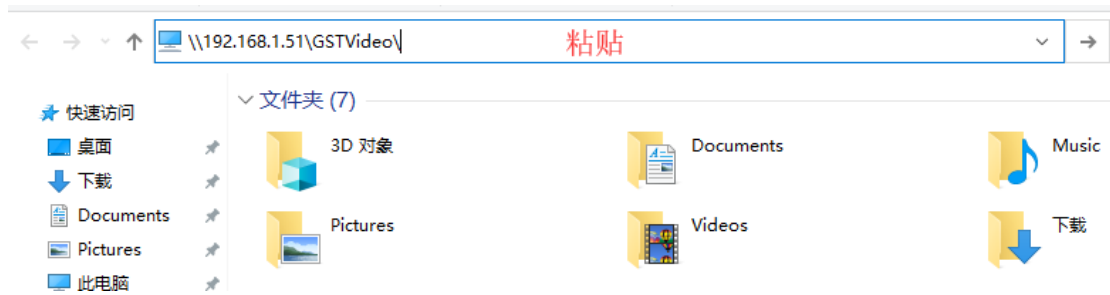 \\192.168.1.51\GSTVideo\
粘贴
快速访问
桌面
下载
Documents
Pictures
此电脑
文件夹 (7)
3D 对象
Documents
Music
Pictures
Videos
下载